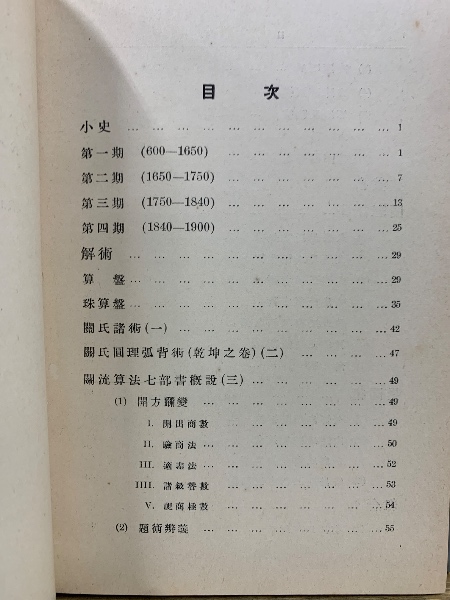 目次
小史 … … … … … … … … … … … 1
第一期 (600—1650) … … … … … … … 1
第二期 (1650—1750) … … … … … … … 7
第三期 (1750—1840) … … … … … … … 13
第四期 (1840—1900) … … … … … … … 25
解術 … … … … … … … … … … … 29
算盤 … … … … … … … … … … … 29
珠算盤 … … … … … … … … … … … 35
關氏諸術(一) … … … … … … … … … 42
關氏圓理弧背術(乾坤之卷)(二) … … … … 47
關流算法七部書概設(三) … … … … … … 49
(1) 開方飜變 … … … … … … … … 49
I. 開出商數 … … … … … … … 49
II. 驗商法 … … … … … … … 50
III. 適盡法 … … … … … … … 52
IIII. 諸級替數 … … … … … … … 53
V. 視商極數 … … … … … … … 54
(2) 題術辨議 … … … … … … … … 55